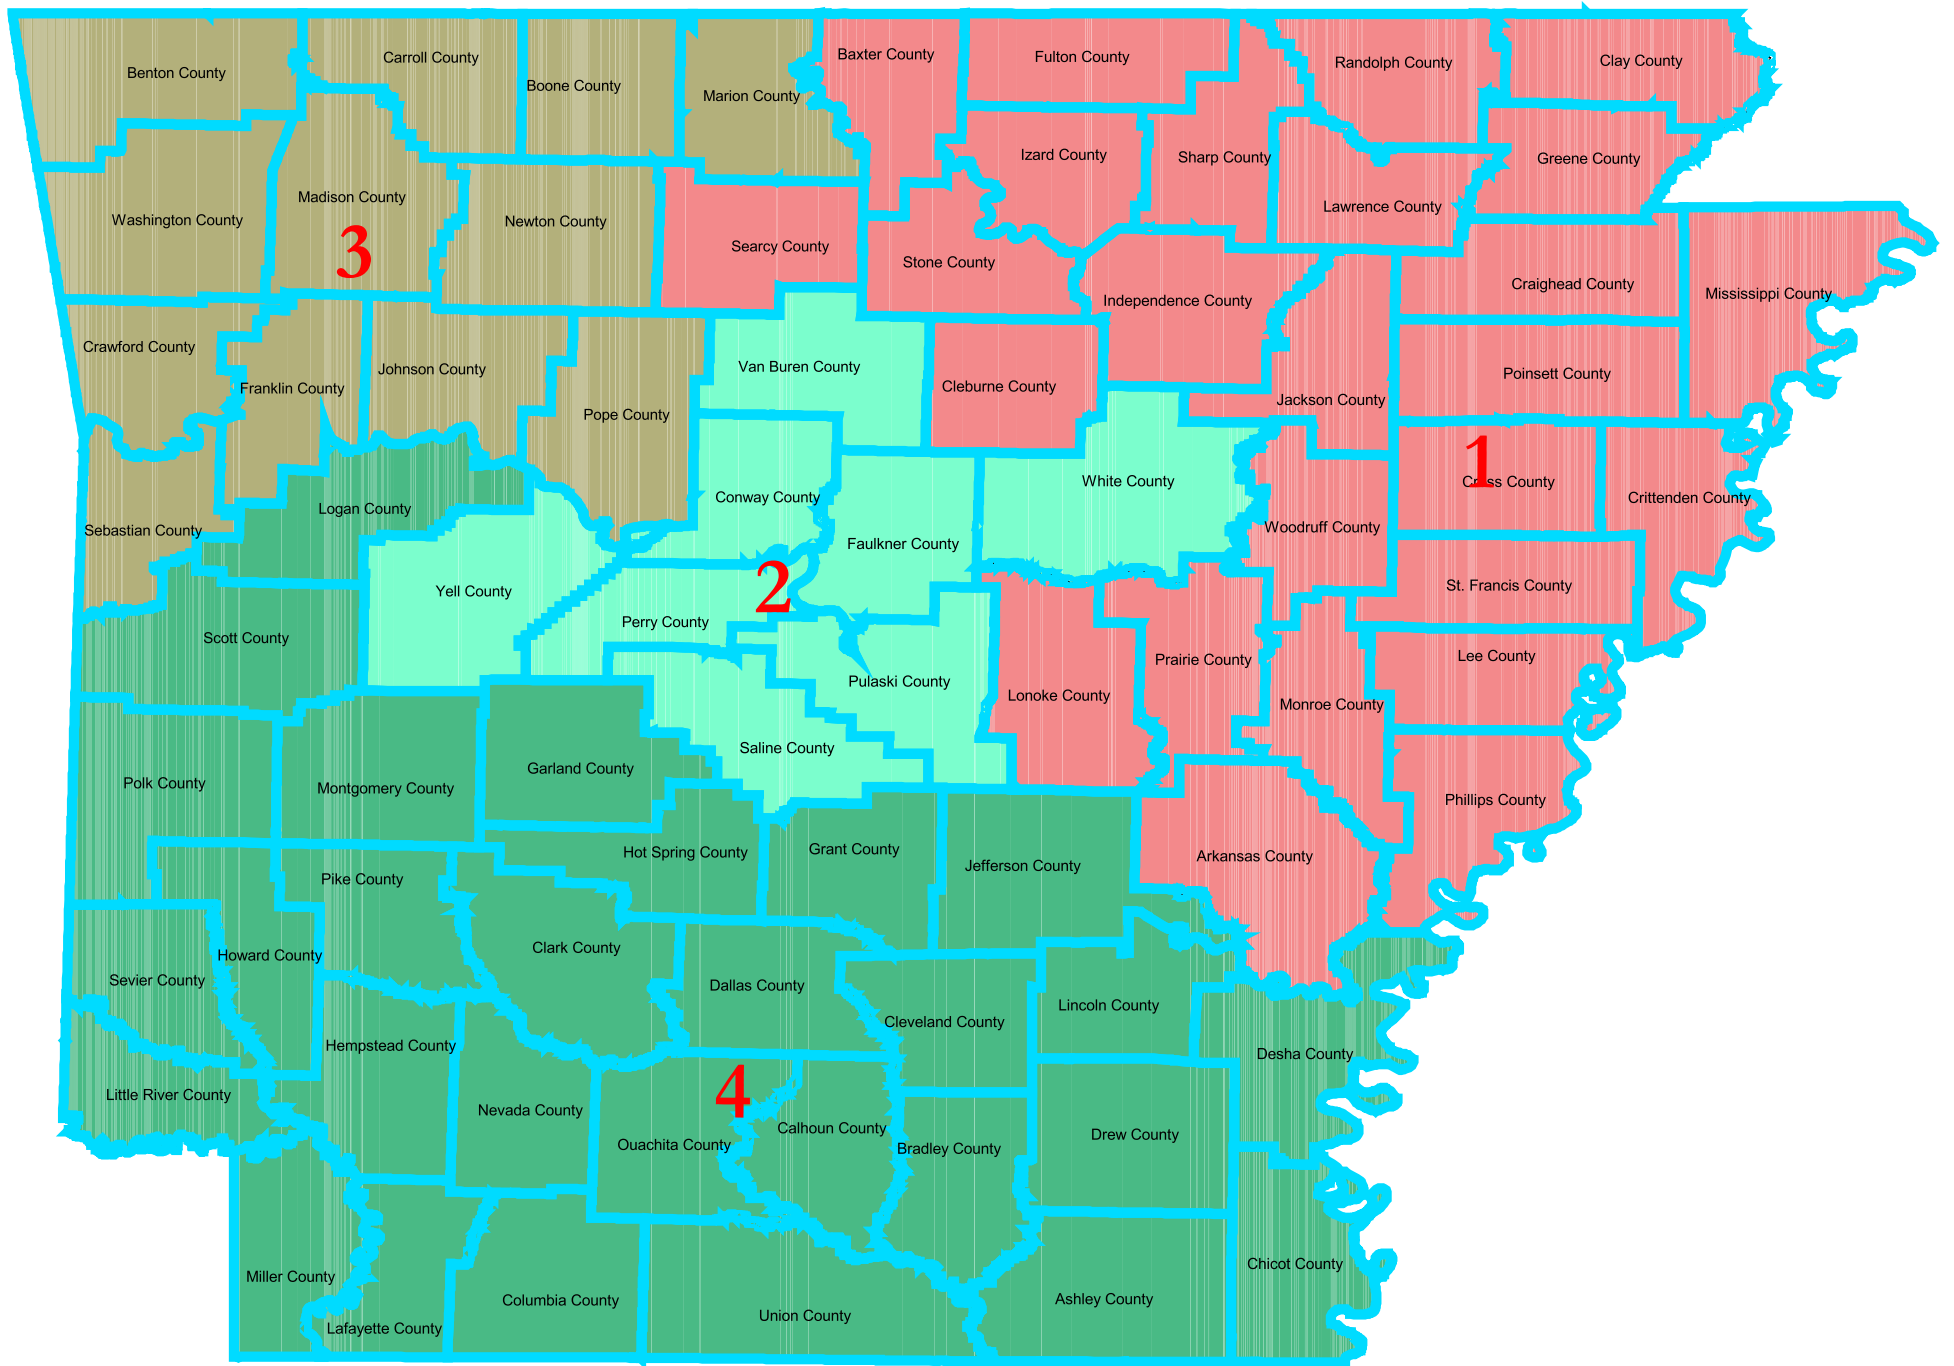 Benton County
Carroll County
Boone County
Marion County
Baxter County
Fulton County
Randolph County
Clay County
Washington County
Madison County
Newton County
Searcy County
Stone County
Izard County
Sharp County
Lawrence County
Greene County
3
Crawford County
Franklin County
Johnson County
Pope County
Van Buren County
Cleburne County
Independence County
Jackson County
Craighead County
Mississippi County
Poinsett County
Sebastian County
Logan County
Conway County
Faulkner County
White County
Woodruff County
1
Cross County
Crittenden County
Scott County
Yell County
2
Perry County
Pulaski County
Lonoke County
Prairie County
Monroe County
St. Francis County
Lee County
Polk County
Montgomery County
Garland County
Saline County
Hot Spring County
Grant County
Jefferson County
Arkansas County
Phillips County
Pike County
Howard County
Sevier County
Clark County
Dallas County
Cleveland County
Lincoln County
Desha County
Little River County
Hempstead County
Nevada County
4
Ouachita County
Calhoun County
Bradley County
Drew County
Miller County
Lafayette County
Columbia County
Union County
Ashley County
Chicot County